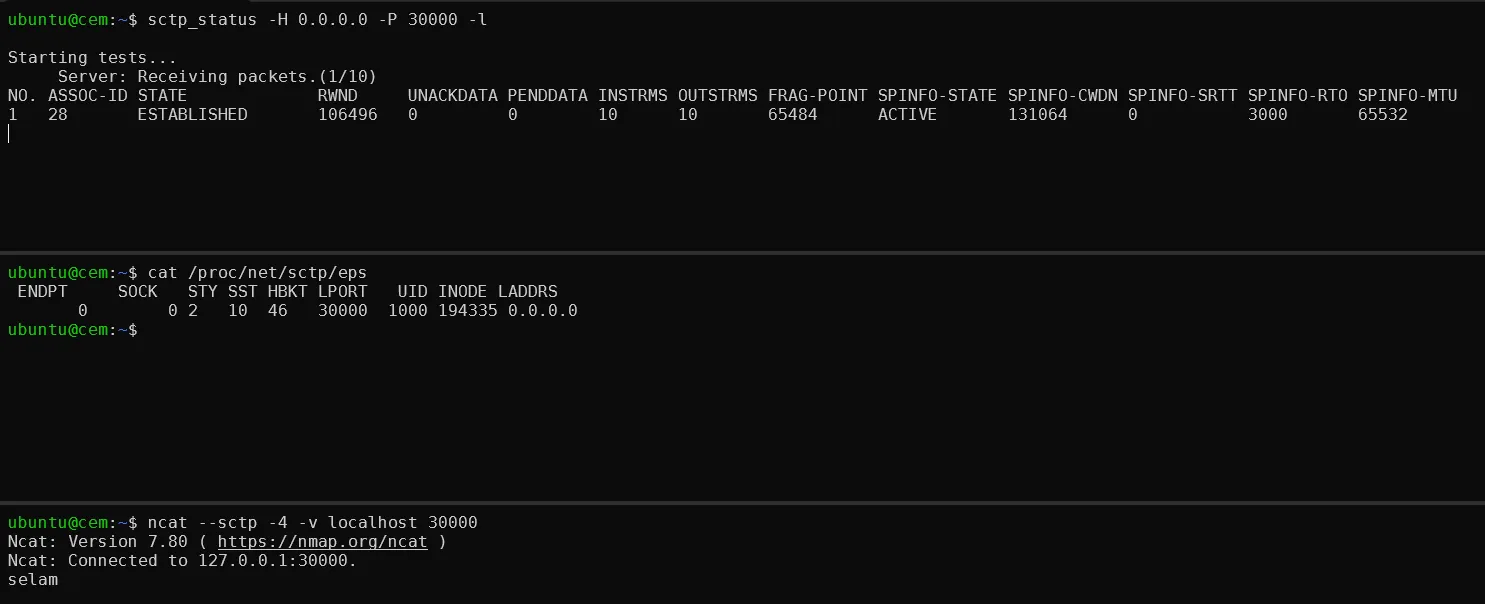 ubuntu@cem:~$ sctp_status -H 0.0.0.0 -P 30000 -l
Starting tests...
Server: Receiving packets.(1/10)
NO. ASSOC-ID STATE RWND UNACKDATA PENDDATA INSTRMS OUTSTRMS FRAG-POINT SPINFO-STATE SPINFO-CWDN SPINFO-SRTT SPINFO-RTO SPINFO-MTU
1 28 ESTABLISHED 106496 0 0 10 10 65484 ACTIVE 131064 0 3000 65532
ubuntu@cem:~$ cat /proc/net/sctp/eps
ENDPT SOCK STY SST HBKT LPORT UID INODE LADDRS
0 0 2 10 46 30000 1000 194335 0.0.0.0
ubuntu@cem:~$
ubuntu@cem:~$ ncat --sctp -4 -v localhost 30000
Ncat: Version 7.80 ( https://nmap.org/ncat )
Ncat: Connected to 127.0.0.1:30000.
selam